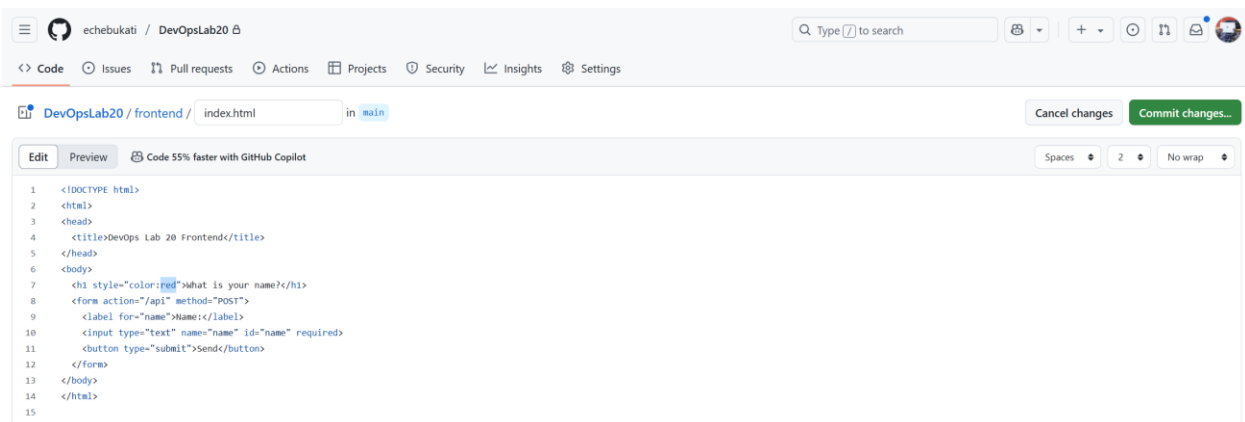 echebukati / DevOpsLab20
Type / to search
Code Issues Pull requests Actions Projects Security Insights Settings
DevOpsLab20 / frontend / index.html in main
Cancel changes Commit changes...
Edit Preview Code 55% faster with GitHub Copilot
Spaces 2 No wrap
1 <!DOCTYPE html>
2 <html>
3 <head>
4 <title>DevOps Lab 20 Frontend</title>
5 </head>
6 <body>
7 <h1 style="color:red">What is your name?</h1>
8 <form action="/api" method="POST">
9 <label for="name">Name:</label>
10 <input type="text" name="name" id="name" required>
11 <button type="submit">Send</button>
12 </form>
13 </body>
14 </html>
15